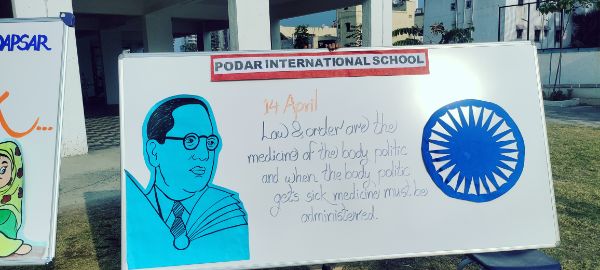 DAPSAR
PODAR INTERNATIONAL SCHOOL
14 April
Law & order are the
medicine of the body politic
and when the body politic
gets sick medicine must be
administered.